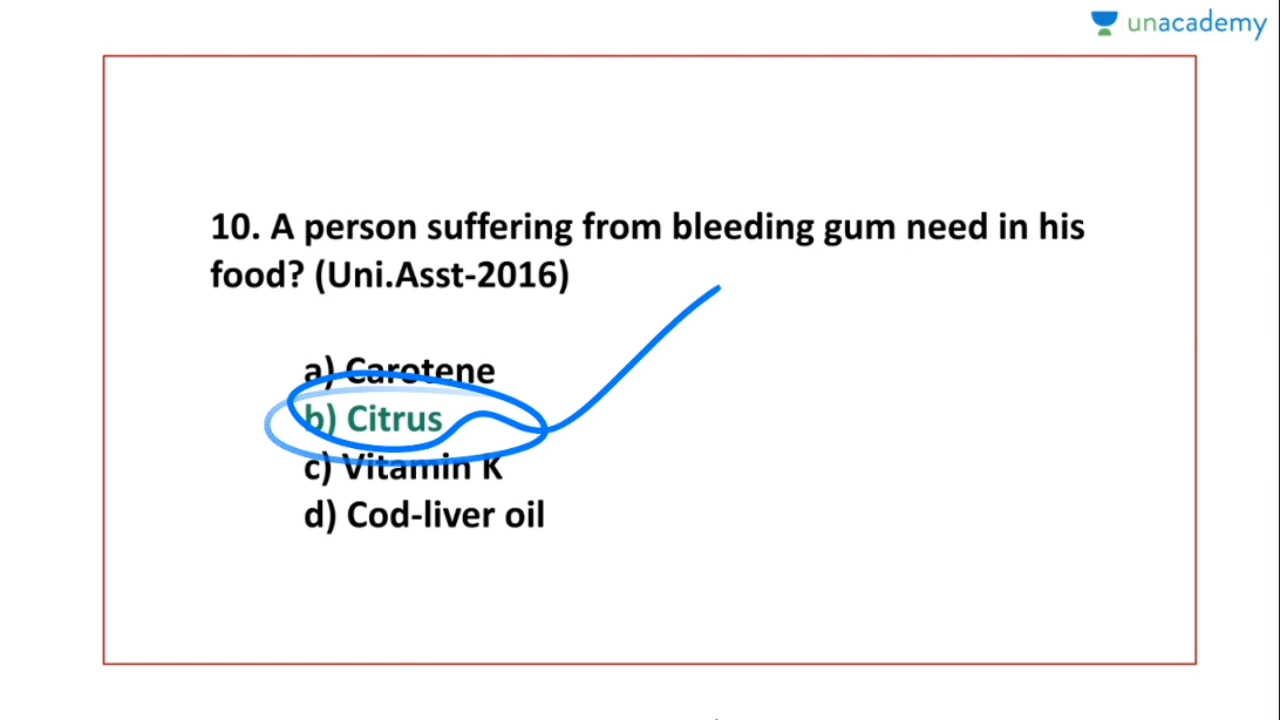 unacademy
10. A person suffering from bleeding gum need in his
food? (Uni.Asst-2016)
a) Carotene
b) Citrus
c) Vitamin K
d) Cod-liver oil